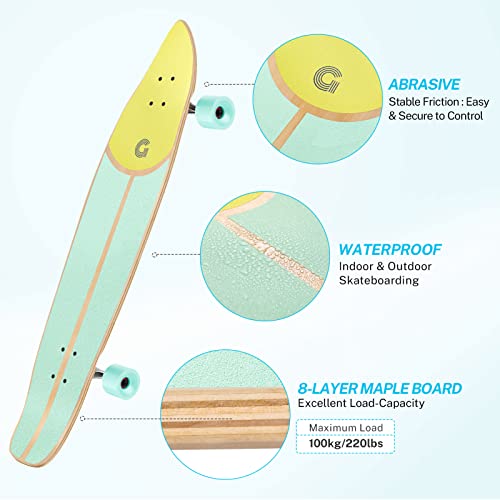 G
G
ABRASIVE
Stable Friction : Easy
& Secure to Control
WATERPROOF
Indoor & Outdoor
Skateboarding
8-LAYER MAPLE BOARD
Excellent Load-Capacity
Maximum Load
100kg/220lbs